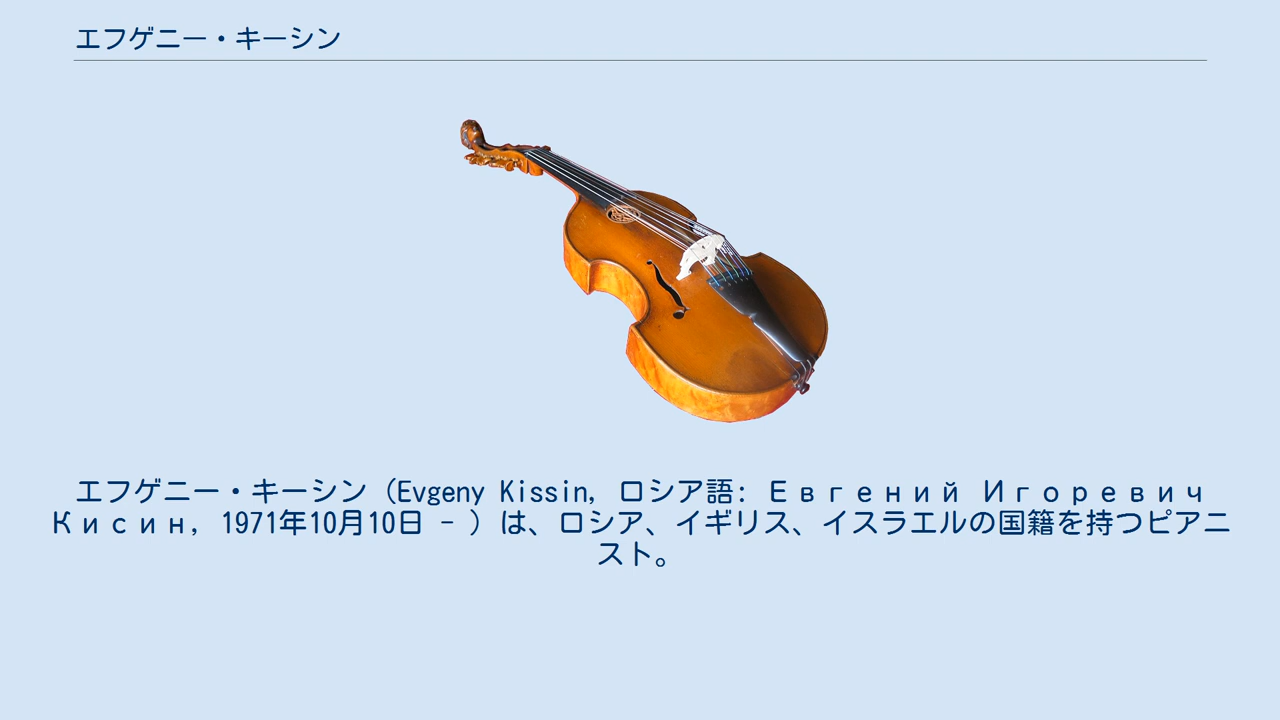 エフゲニー・キーシン
エフゲニー・キーシン（Evgeny Kissin, ロシア語: Евгений Игоревич
Кисин, 1971年10月10日 - ）は、ロシア、イギリス、イスラエルの国籍を持つピアニ
スト。